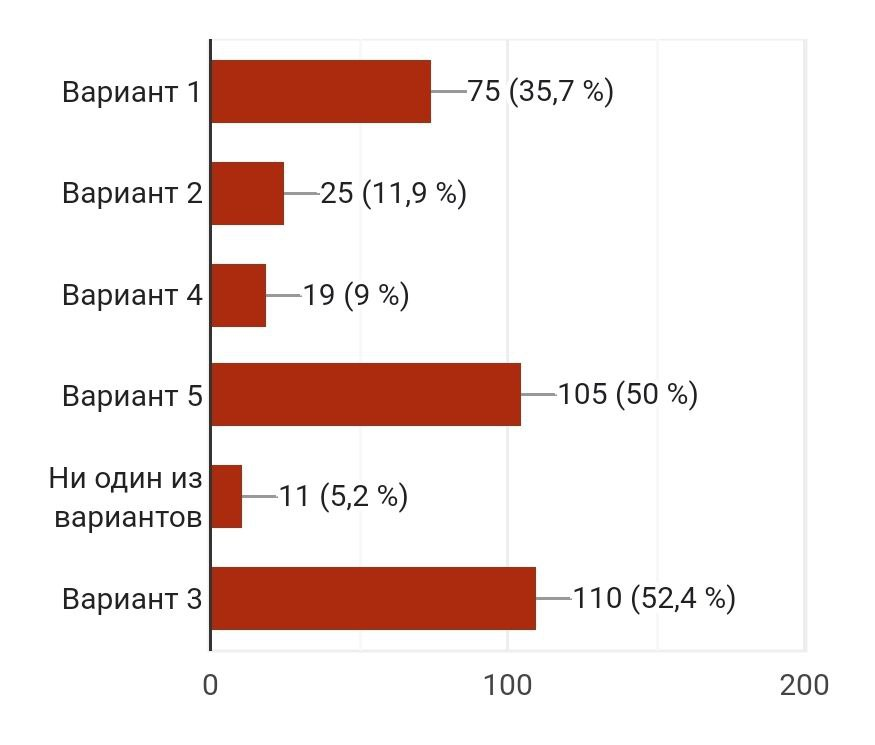 Вариант 1
75 (35,7 %)
Вариант 2
25 (11,9 %)
Вариант 4
19 (9 %)
Вариант 5
105 (50 %)
Ни один из
вариантов
11 (5,2 %)
Вариант 3
110 (52,4 %)
0
100
200